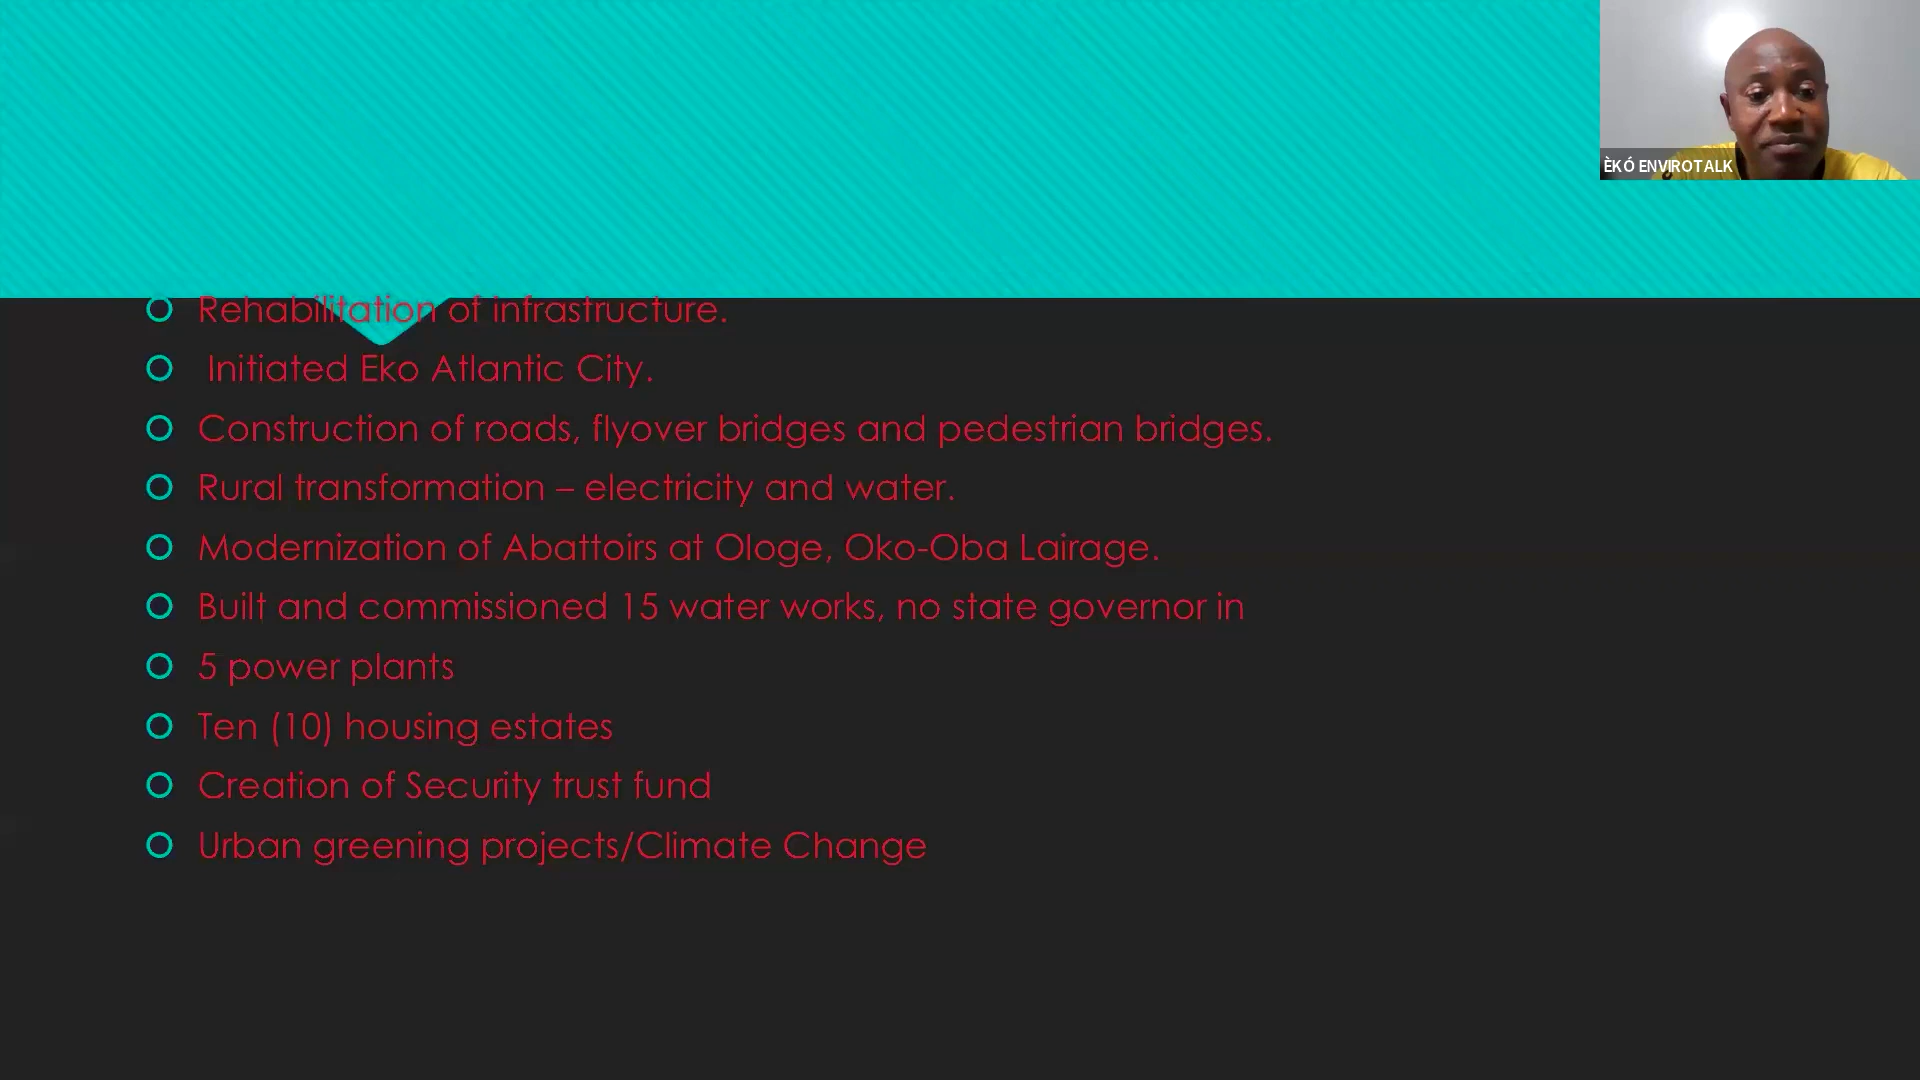 ÈKÓ ENVIROTALK
Rehabilitation of infrastructure.
Initiated Eko Atlantic City.
Construction of roads, flyover bridges and pedestrian bridges.
Rural transformation – electricity and water.
Modernization of Abattoirs at Ologe, Oko-Oba Lairage.
Built and commissioned 15 water works, no state governor in
5 power plants
Ten (10) housing estates
Creation of Security trust fund
Urban greening projects/Climate Change